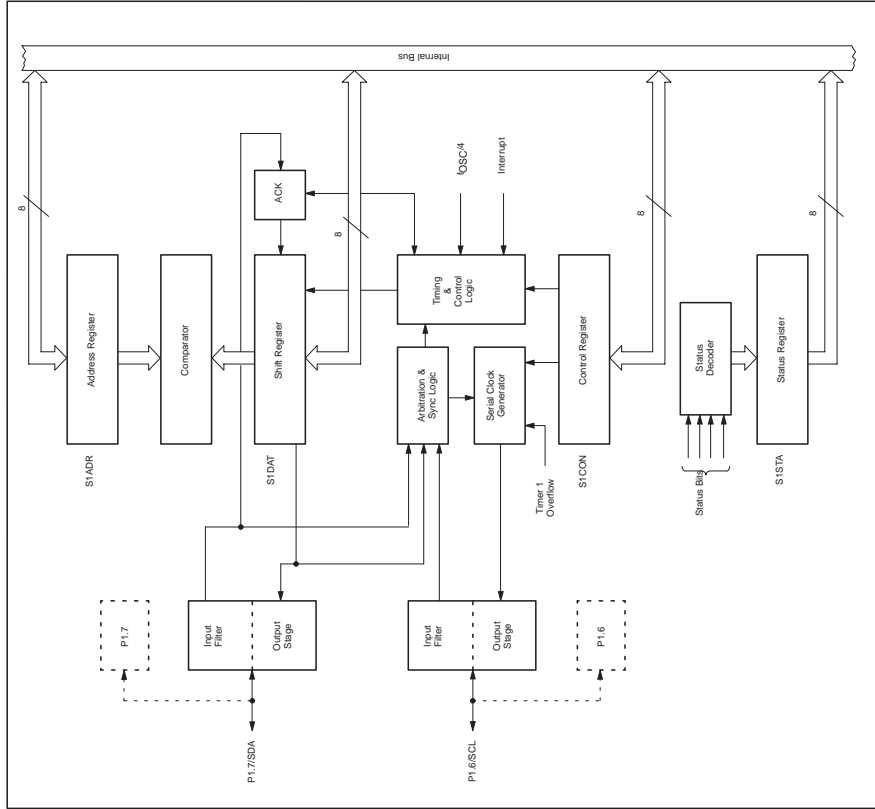 8
Address Register
S1ADR
Comparator
P1.7
Input
Filter
Output
Stage
P1.7/SDA
ACK
Shift Register
S1DAT
8
Internal Bus
fOSC/4
Interrupt
Timing
&
Control
Logic
Arbitration &
Sync Logic
Serial Clock
Generator
Timer 1
Overflow
Input
Filter
Output
Stage
P1.6/SCL
P1.6
Control Register
S1CON
8
Status
Decoder
Status Bits
Status Register
S1STA
8